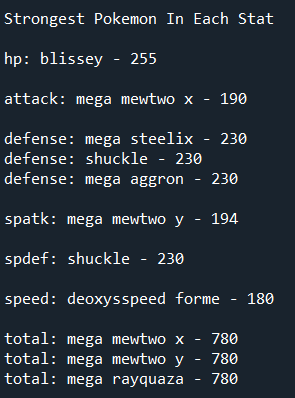 Strongest Pokemon In Each Stat
hp: blissey - 255
attack: mega mewtwo x - 190
defense: mega steelix - 230
defense: shuckle - 230
defense: mega aggron - 230
spatk: mega mewtwo y - 194
spdef: shuckle - 230
speed: deoxysspeed forme - 180
total: mega mewtwo x - 780
total: mega mewtwo y - 780
total: mega rayquaza - 780